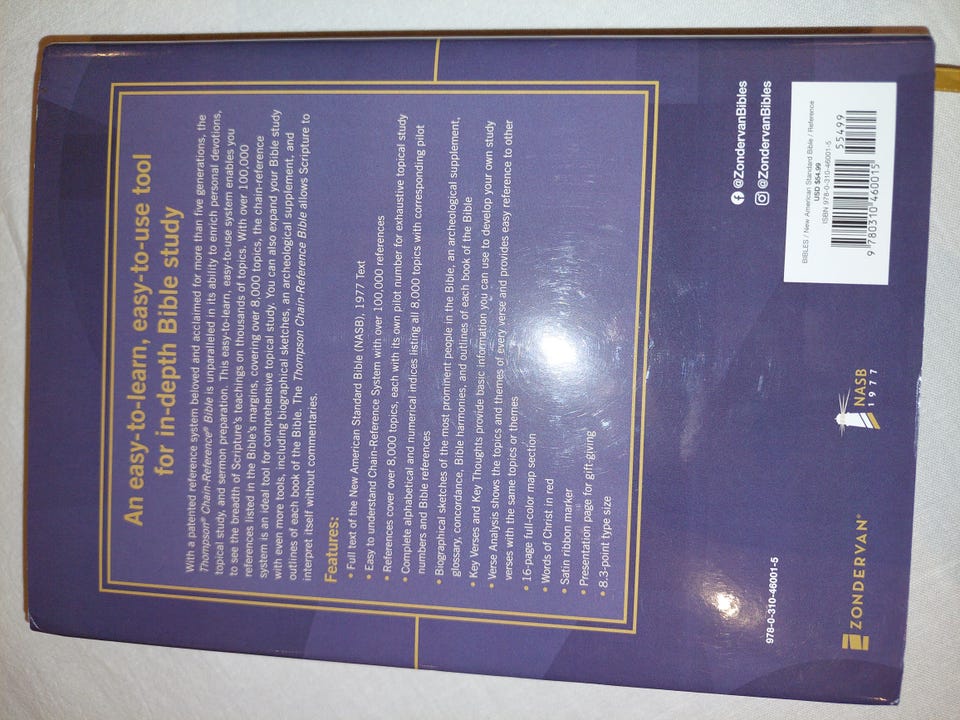 An easy-to-learn, easy-to-use tool
for in-depth Bible study
With a patented reference system beloved and acclaimed for more than five generations, the
Thompson® Chain-Reference® Bible is unparalleled in its ability to enrich personal devotions,
topical study, and sermon preparation. This easy-to-learn, easy-to-use system enables you
to see the breadth of Scripture's teachings on thousands of topics. With over 100,000
references listed in the Bible's margins, covering over 8,000 topics, the chain-reference
system is an ideal tool for comprehensive topical study. You can also expand your Bible study
with even more tools, including biographical sketches, an archeological supplement, and
outlines of each book of the Bible. The Thompson Chain-Reference Bible allows Scripture to
interpret itself without commentaries.
Features:
• Full text of the New American Standard Bible (NASB), 1977 Text
• Easy to understand Chain-Reference System with over 100,000 references
• References cover over 8,000 topics, each with its own pilot number for exhaustive topical study
• Complete alphabetical and numerical indices listing all 8,000 topics with corresponding pilot
numbers and Bible references
• Biographical sketches of the most prominent people in the Bible, an archeological supplement,
glossary, concordance, Bible harmonies, and outlines of each book of the Bible
• Key Verses and Key Thoughts provide basic information you can use to develop your own study
• Verse Analysis shows the topics and themes of every verse and provides easy reference to other
verses with the same topics or themes
• 16-page full-color map section
• Words of Christ in red
• Satin ribbon marker
• Presentation page for gift-giving
• 8.3-point type size
@ZondervanBibles
@ZondervanBibles
978-0-310-46001-5
ZONDERVAN®
NASB
1977
BIBLES / New American Standard Bible / Reference
USD $54.99
ISBN 978-0-310-46001-5
55499
9 780310 460015